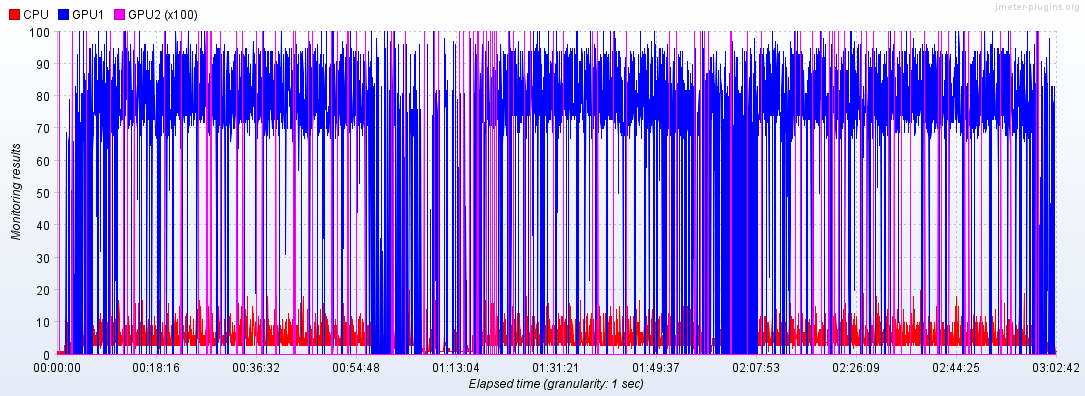 jmeter-plugins.org
CPU GPU1 GPU2 (x100)
100
90
80
70
60
50
40
30
20
10
0
Monitoring results
00:00:00 00:18:16 00:36:32 00:54:48 01:13:04 01:31:21 01:49:37 02:07:53 02:26:09 02:44:25 03:02:42
Elapsed time (granularity: 1 sec)